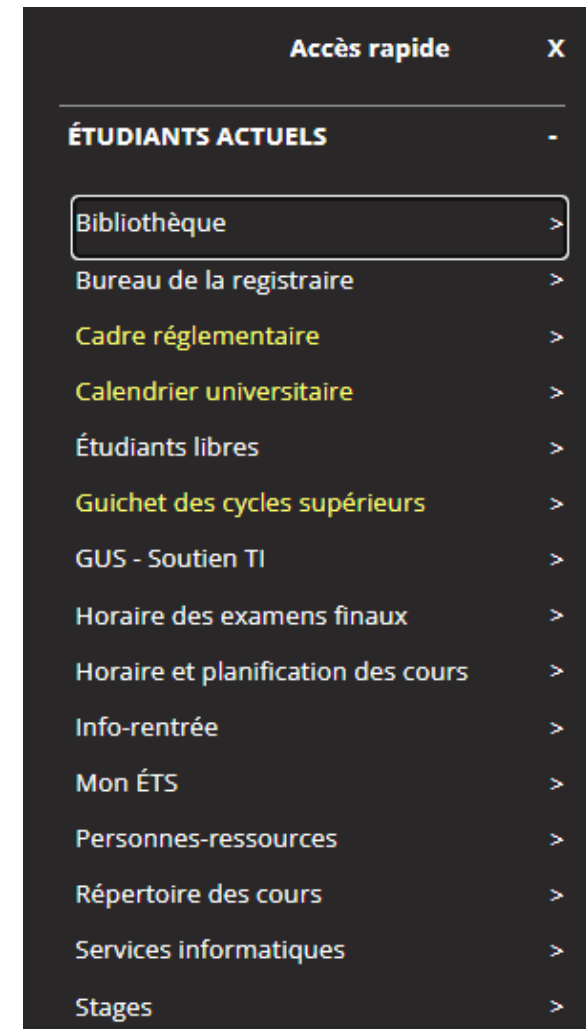 Accès rapide X
ÉTUDIANTS ACTUELS -
Bibliothèque >
Bureau de la registraire >
Cadre réglementaire >
Calendrier universitaire >
Étudiants libres >
Guichet des cycles supérieurs >
GUS - Soutien TI >
Horaire des examens finaux >
Horaire et planification des cours >
Info-rentrée >
Mon ÉTS >
Personnes-ressources >
Répertoire des cours >
Services informatiques >
Stages >